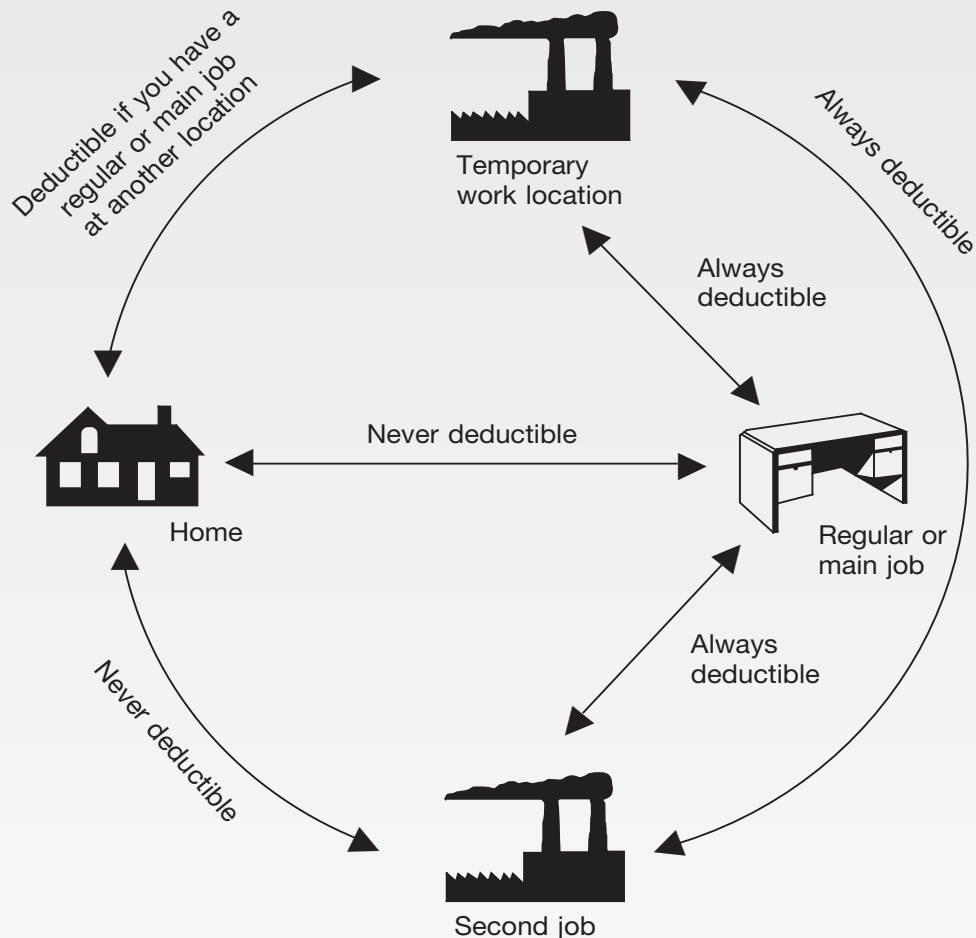 Deductible if you have a
regular or main job
at another location
Temporary
work location
Always deductible
Always
deductible
Never deductible
Home
Regular or
main job
Always
deductible
Never deductible
Second job